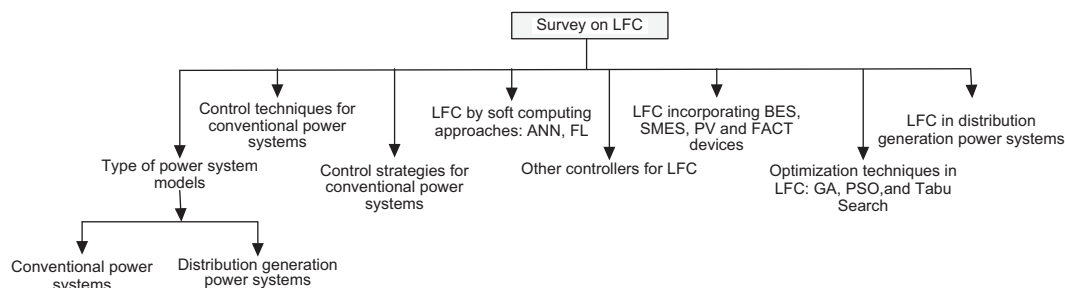 Survey on LFC
Control techniques for
conventional power
systems
LFC by soft computing
approaches: ANN, FL
LFC incorporating BES,
SMES, PV and FACT
devices
LFC in distribution
generation power systems
Type of power system
models
Control strategies for
conventional power
systems
Other controllers for LFC
Optimization techniques in
LFC: GA, PSO,and Tabu
Search
Conventional power
systems
Distribution generation
power systems